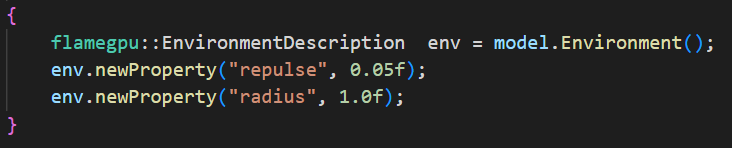 {
    flamegpu::EnvironmentDescription  env = model.Environment();
    env.newProperty("repulse", 0.05f);
    env.newProperty("radius", 1.0f);
}